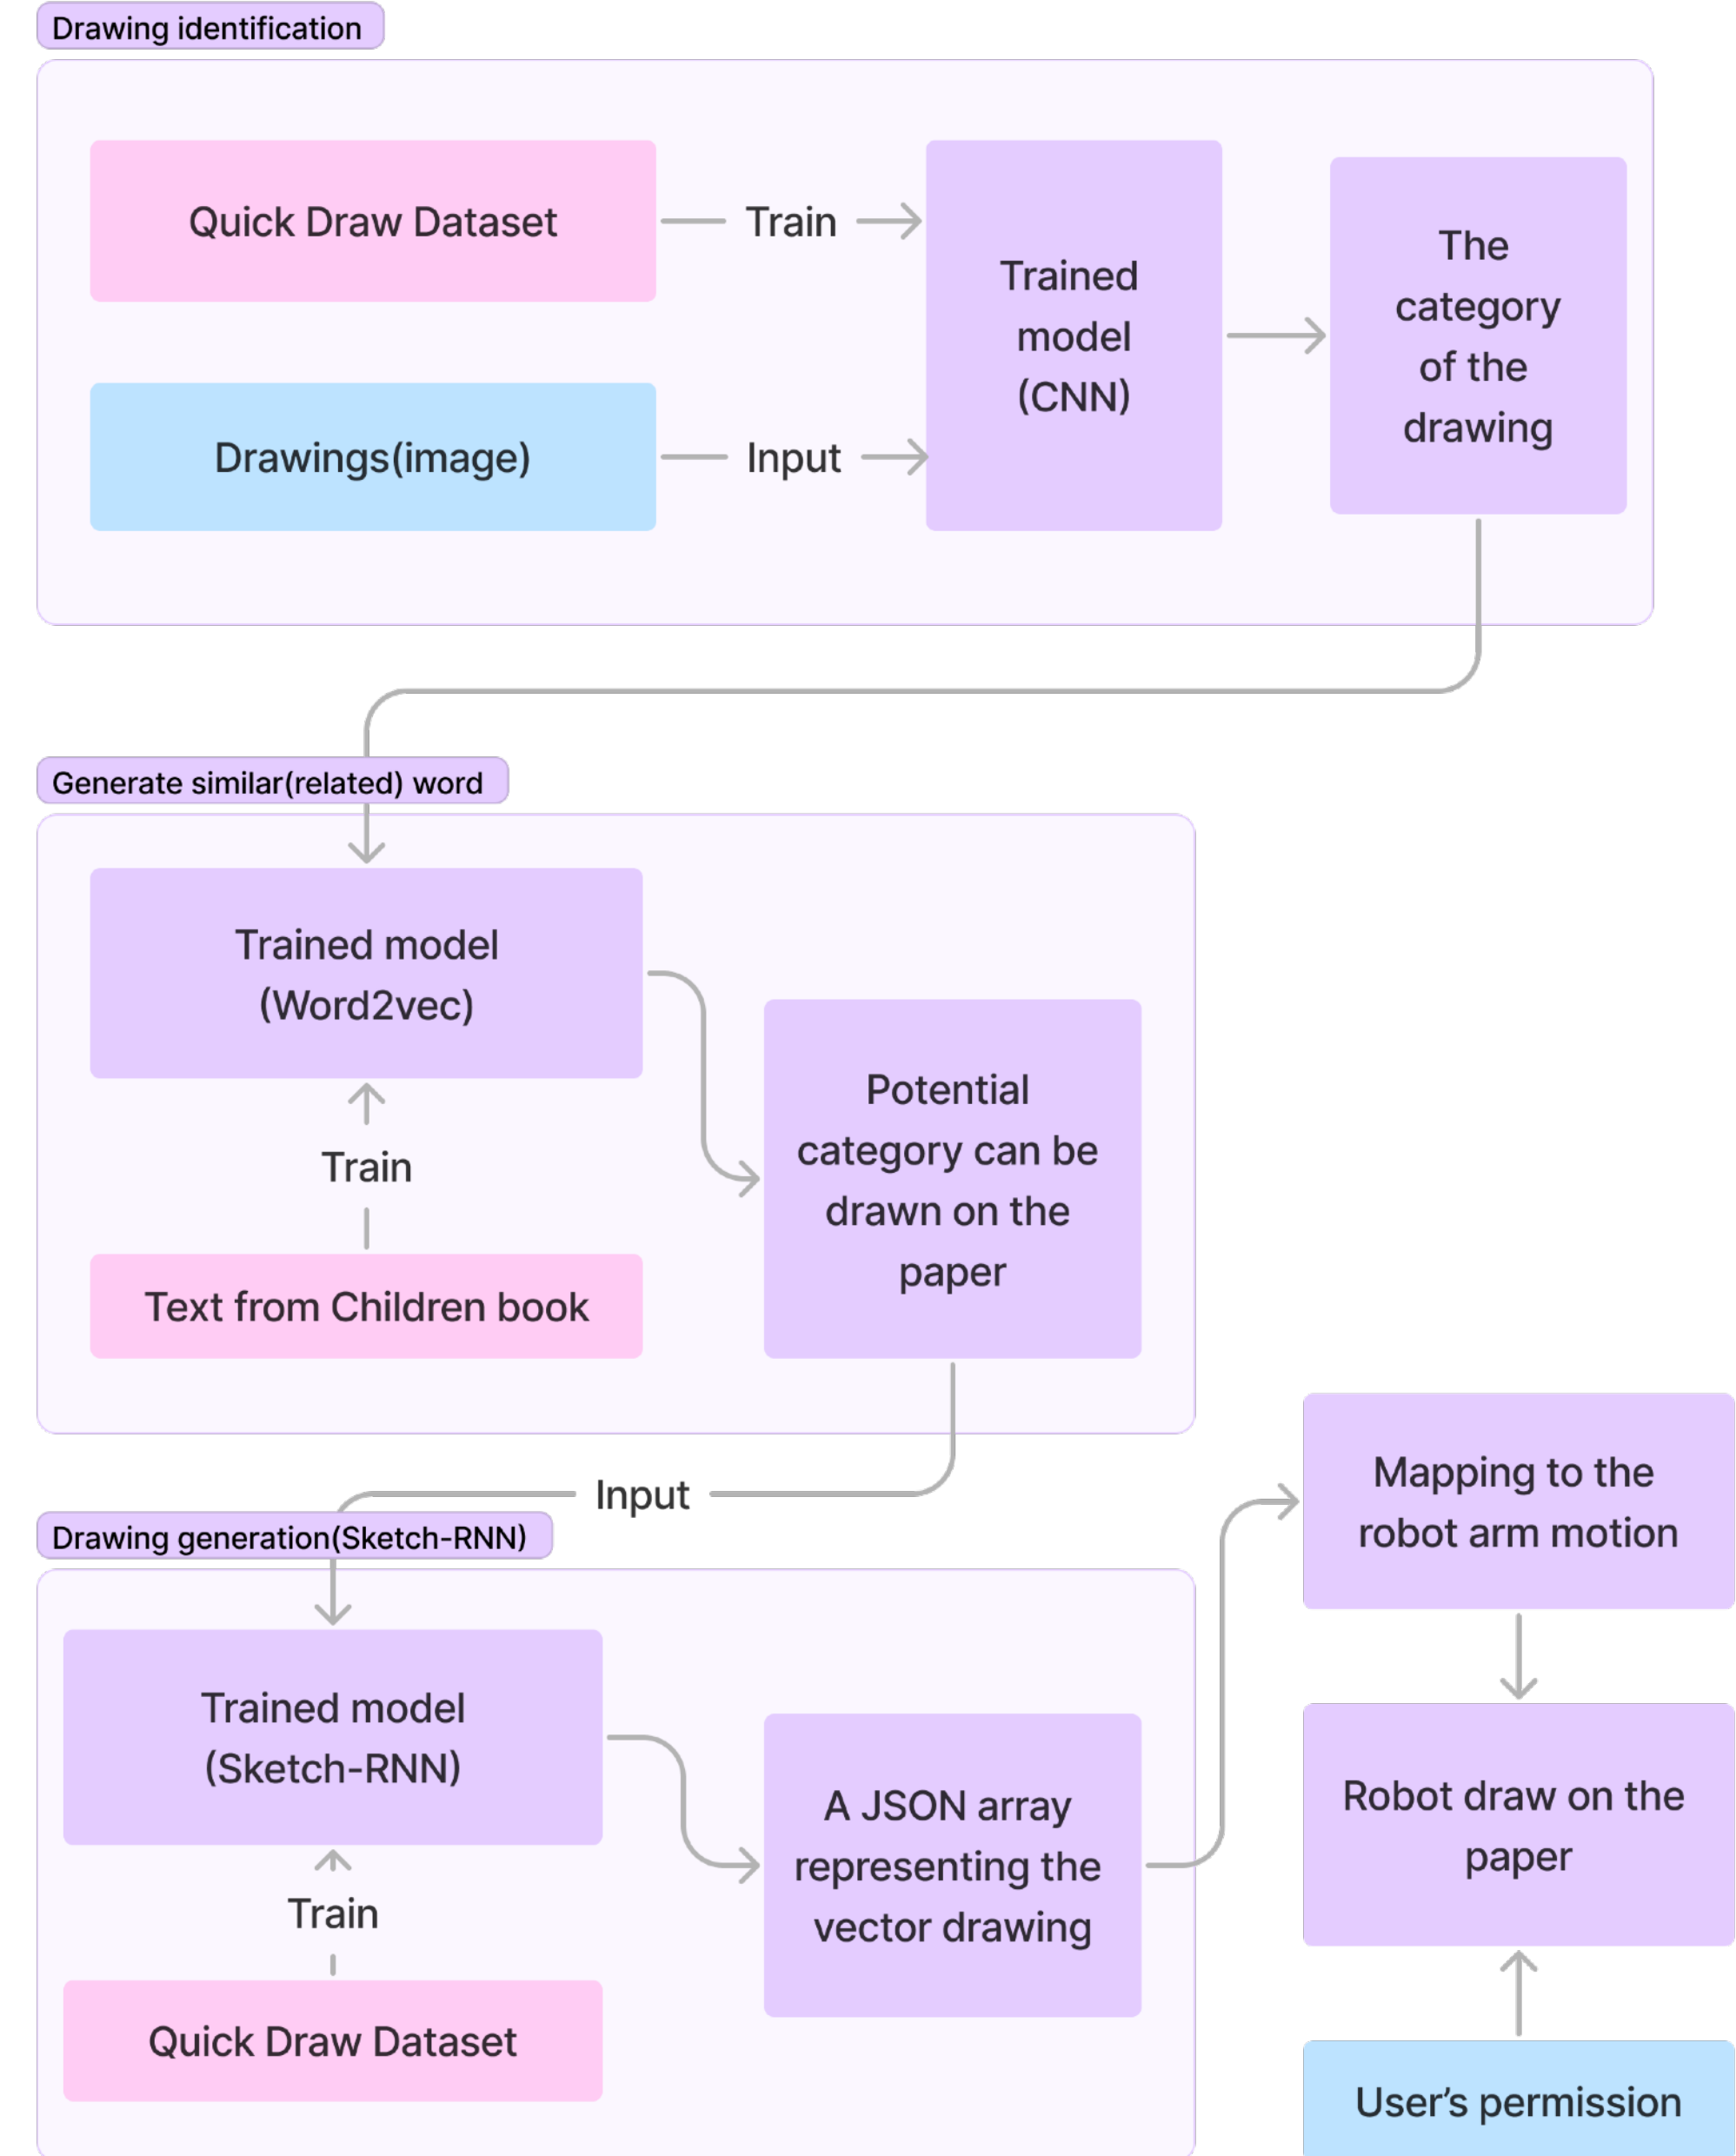 Drawing identification
Quick Draw Dataset
Train
Trained
model
(CNN)
The
category
of the
drawing
Drawings(image)
Input
Generate similar(related) word
Trained model
(Word2vec)
Train
Text from Children book
Potential
category can be
drawn on the
paper
Input
Drawing generation(Sketch-RNN)
Trained model
(Sketch-RNN)
Train
Quick Draw Dataset
A JSON array
representing the
vector drawing
Mapping to the
robot arm motion
Robot draw on the
paper
User’s permission